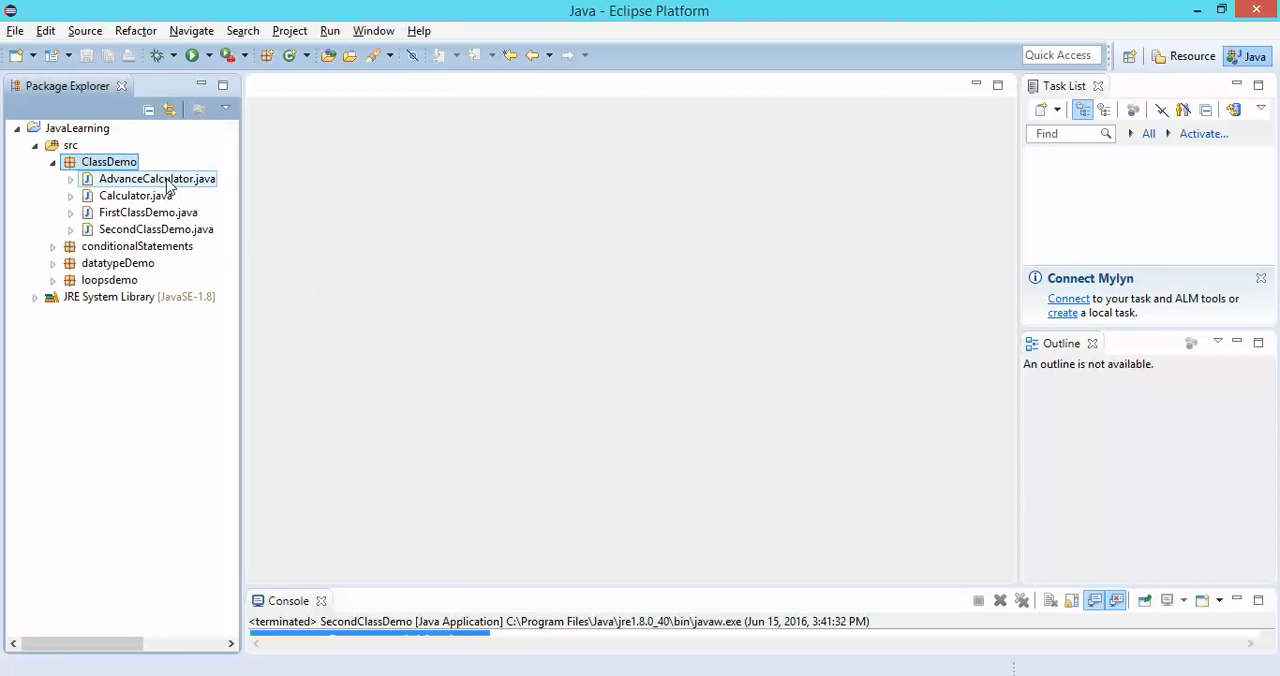 Java - Eclipse Platform
File Edit Source Refactor Navigate Search Project Run Window Help
Quick Access
Resource
Java
Package Explorer
Task List
JavaLearning
src
ClassDemo
AdvanceCalculator.java
Calculator.java
FirstClassDemo.java
SecondClassDemo.java
conditionalStatements
datatypeDemo
loopsdemo
JRE System Library [JavaSE-1.8]
Find
All
Activate...
Connect Mylyn
Connect to your task and ALM tools or
create a local task.
Outline
An outline is not available.
Console
<terminated> SecondClassDemo [Java Application] C:\Program Files\Java\jre1.8.0_40\bin\javaw.exe (Jun 15, 2016, 3:41:32 PM)